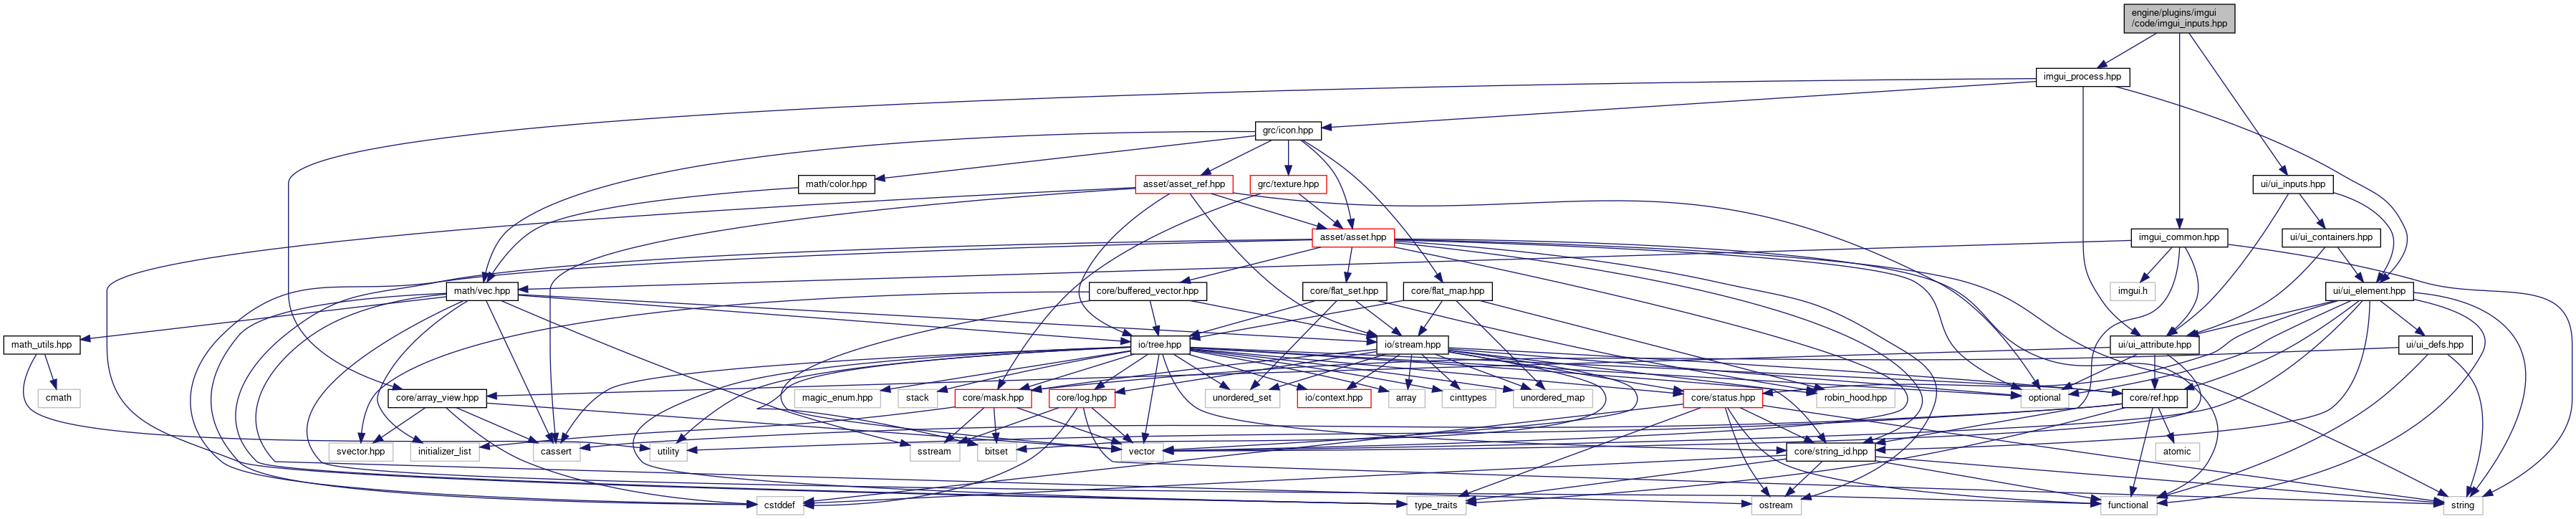 engine/plugins/imgui
/code/imgui_inputs.hpp
imgui_process.hpp
grc/icon.hpp
math/color.hpp
asset/asset_ref.hpp
grc/texture.hpp
ui/ui_inputs.hpp
asset/asset.hpp
imgui_common.hpp
ui/ui_containers.hpp
math/vec.hpp
core/buffered_vector.hpp
core/flat_set.hpp
core/flat_map.hpp
imgui.h
ui/ui_element.hpp
math_utils.hpp
io/tree.hpp
io/stream.hpp
ui/ui_attribute.hpp
ui/ui_defs.hpp
cmath
core/array_view.hpp
magic_enum.hpp
stack
core/mask.hpp
core/log.hpp
unordered_set
io/context.hpp
array
cinttypes
unordered_map
core/status.hpp
robin_hood.hpp
optional
core/ref.hpp
svector.hpp
initializer_list
cassert
utility
sstream
bitset
vector
core/string_id.hpp
atomic
cstddef
type_traits
ostream
functional
string